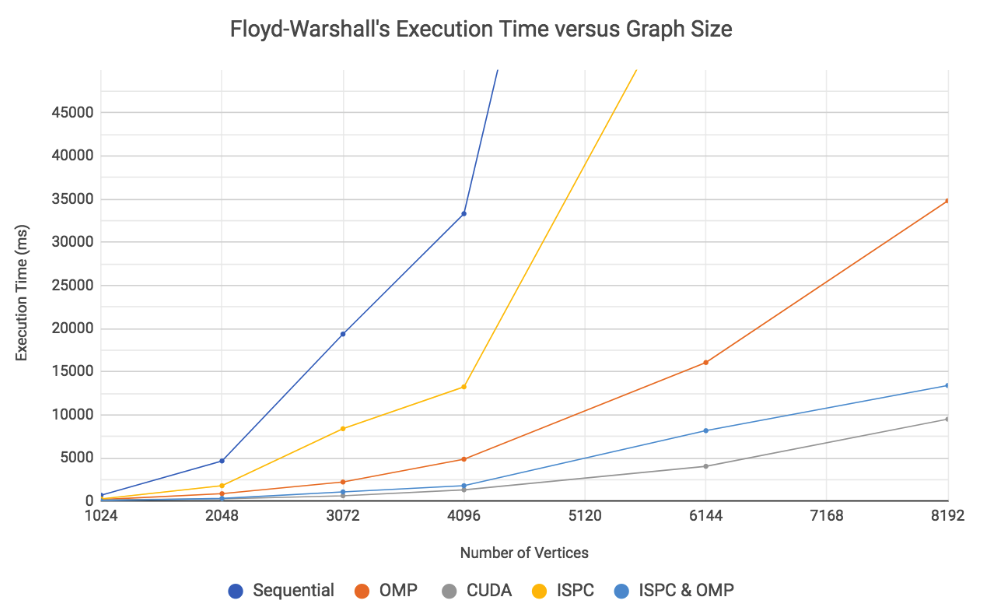 Floyd-Warshall's Execution Time versus Graph Size
45000
40000
35000
30000
25000
20000
15000
10000
5000
0
Execution Time (ms)
1024 2048 3072 4096 5120 6144 7168 8192
Number of Vertices
Sequential OMP CUDA ISPC ISPC & OMP